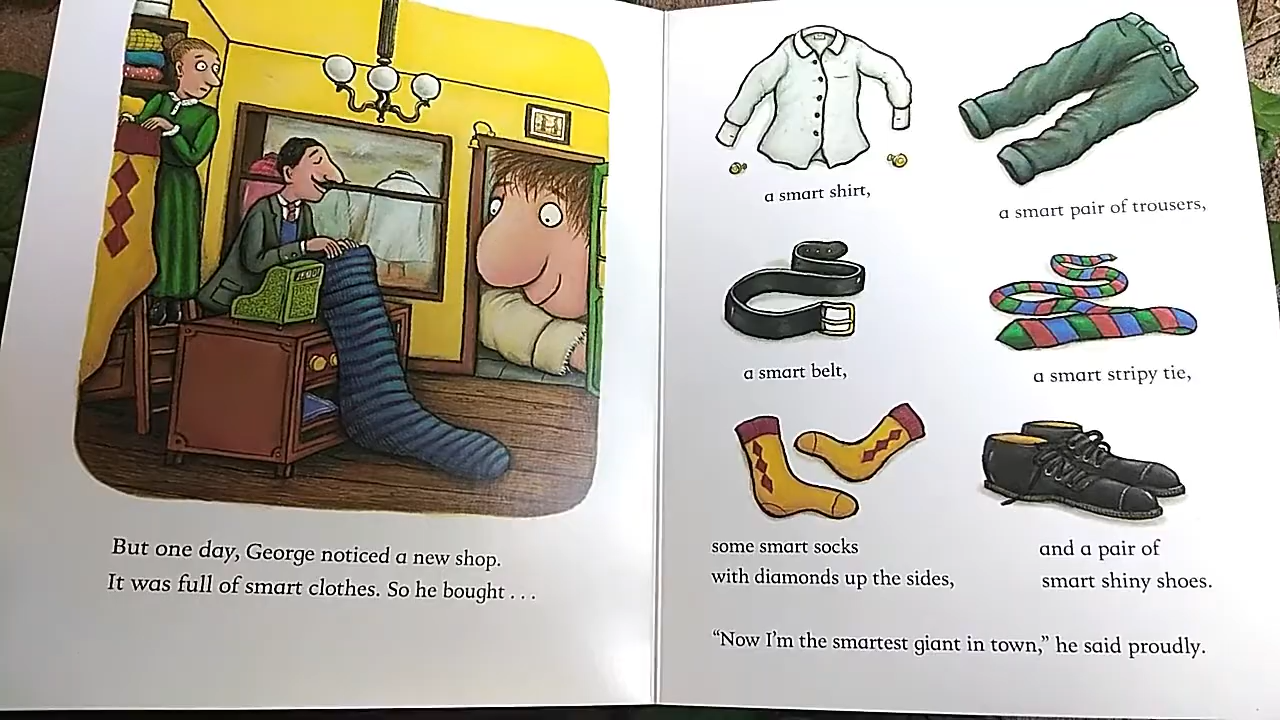 But one day, George noticed a new shop.
It was full of smart clothes. So he bought . . .
a smart shirt,
a smart pair of trousers,
a smart belt,
a smart stripy tie,
some smart socks
with diamonds up the sides,
and a pair of
smart shiny shoes.
“Now I’m the smartest giant in town,” he said proudly.